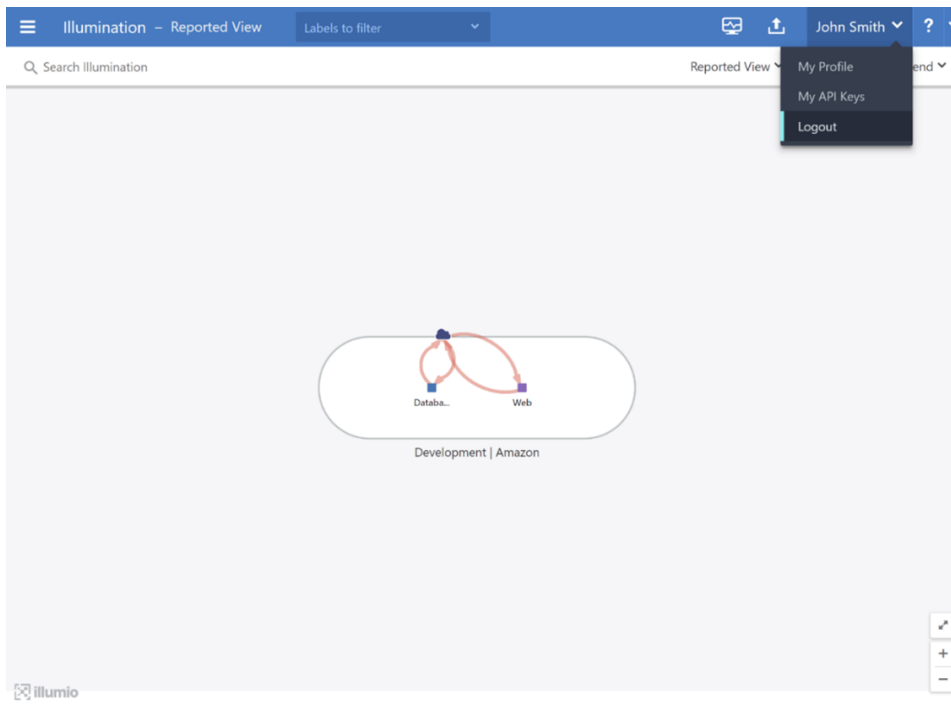 Illumination – Reported View
Labels to filter
John Smith
?
Search Illumination
Reported View
end
My Profile
My API Keys
Logout
Databa...
Web
Development | Amazon
+
−
illumio